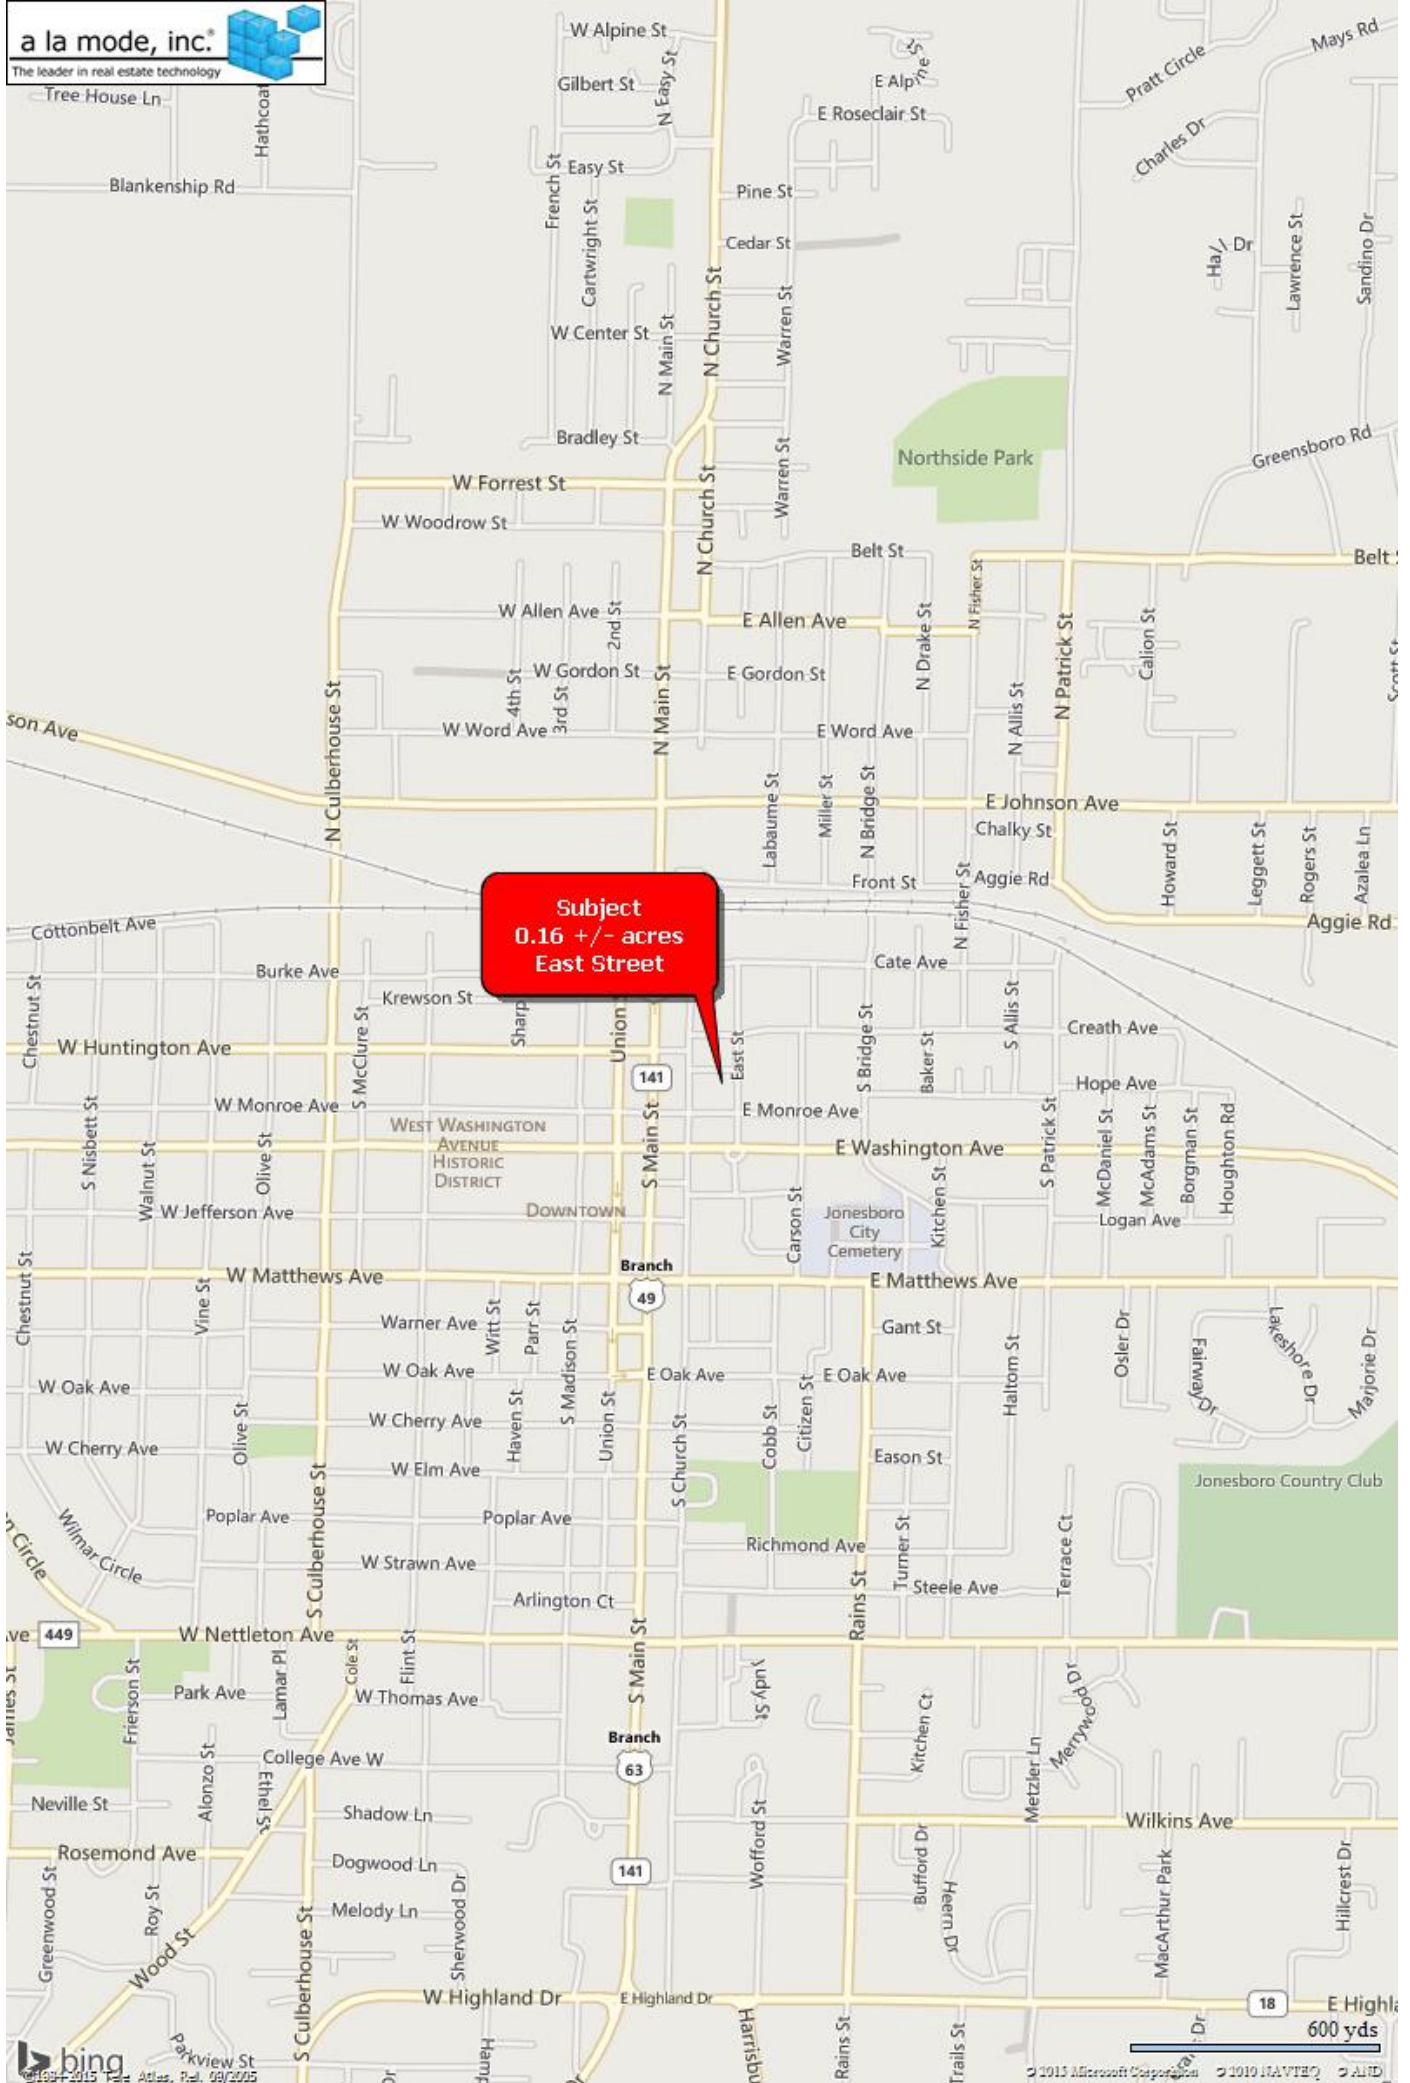 a la mode, inc.®
The leader in real estate technology
W Alpine St
N Easy St
Gilbert St
E Alpine St
E Roseclair St
Pratt Circle
Mays Rd
Charles Dr
Tree House Ln
Blankenship Rd
French St
Easy St
Cartwright St
Pine St
Cedar St
Hall Dr
Lawrence St
Sandino Dr
W Center St
N Main St
N Church St
Warren St
Bradley St
Northside Park
Greensboro Rd
W Forrest St
Warren St
W Woodrow St
N Church St
Belt St
N Fisher St
W Allen Ave
2nd St
E Allen Ave
N Drake St
N Patrick St
Calion St
W Gordon St
E Gordon St
4th St
3rd St
N Allis St
N Culberhouse St
N Main St
W Word Ave
E Word Ave
son Ave
Labaume St
Miller St
N Bridge St
E Johnson Ave
Chalky St
Howard St
Leggett St
Rogers St
Azalea Ln
Front St
Aggie Rd
N Fisher St
Aggie Rd
Subject
0.16 +/- acres
East Street
Cottonbelt Ave
Burke Ave
Cate Ave
Krewson St
Chestnut St
S McClure St
Sharp
Union
East St
S Bridge St
Baker St
S Allis St
Creath Ave
W Huntington Ave
141
Hope Ave
W Monroe Ave
E Monroe Ave
S Nisbett St
Walnut St
Olive St
WEST WASHINGTON
AVENUE
HISTORIC
DISTRICT
S Main St
E Washington Ave
S Patrick St
McDaniel St
McAdams St
Borgman St
Houghton Rd
W Jefferson Ave
DOWNTOWN
Carson St
Jonesboro
City
Cemetery
Kitchen St
Logan Ave
Chestnut St
W Matthews Ave
Branch
49
E Matthews Ave
Vine St
Warner Ave
Witt St
Parr St
S Madison St
Gant St
Haltom St
Osler Dr
Fairway Dr
Lakeshore Dr
Marjorie Dr
W Oak Ave
W Oak Ave
E Oak Ave
E Oak Ave
Olive St
W Cherry Ave
Haven St
Union St
S Church St
Cobb St
Citizen St
W Cherry Ave
W Elm Ave
Eason St
Jonesboro Country Club
Wilmar Circle
n Circle
Poplar Ave
Poplar Ave
S Culberhouse St
Richmond Ave
Turner St
Terrace Ct
W Strawn Ave
Steele Ave
Arlington Ct
Rains St
ve
449
W Nettleton Ave
Lamar Pl
Cole St
Flint St
S Main St
Judy St
Frierson St
Park Ave
W Thomas Ave
Kitchen Ct
Merrywood Dr
Metzler Ln
Branch
63
College Ave W
Alonzo St
Ethel St
Neville St
Shadow Ln
Wofford St
Wilkins Ave
Rosemond Ave
Dogwood Ln
141
Bufford Dr
Heern Dr
MacArthur Park
Hillcrest Dr
Greenwood St
Roy St
Melody Ln
Sherwood Dr
Wood St
S Culberhouse St
W Highland Dr
E Highland Dr
18
600 yds
Parkview St
Rains St
Trails St
bing